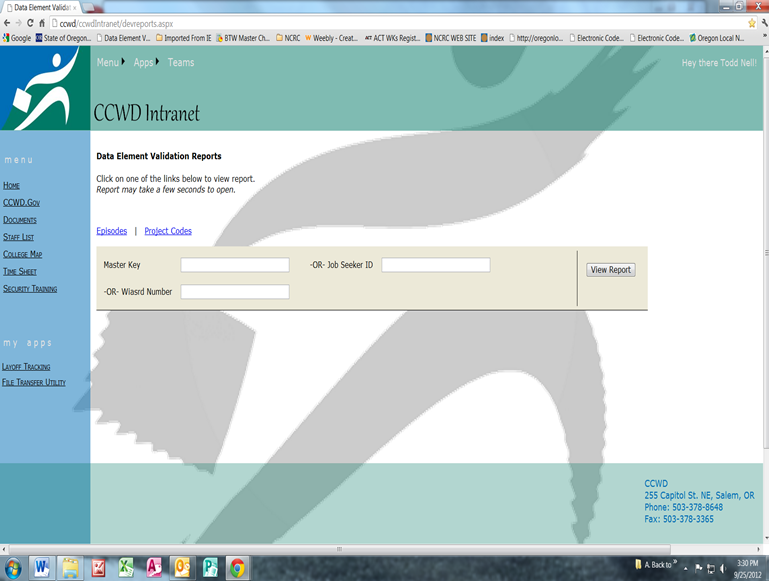 Data Element Validat
ccwd/ccwdIntranet/devreports.aspx
Google State of Oregon... Data Element V... Imported From IE BTW Master Ch... NCRC Weebly - Creat... ACT WKs Regist... NCRC WEB SITE index http://oregonlo... Electronic Code... Electronic Code... Oregon Local N...
Menu Apps Teams Hey there Todd Nell!
CCWD Intranet
menu
Home
CCWD.Gov
Documents
Staff List
College Map
Time Sheet
Security Training
my apps
Layoff Tracking
File Transfer Utility
Data Element Validation Reports
Click on one of the links below to view report.
Report may take a few seconds to open.
Episodes | Project Codes
Master Key -OR- Job Seeker ID View Report
-OR- Wiasrd Number
CCWD
255 Capitol St. NE, Salem, OR
Phone: 503-378-8648
Fax: 503-378-3365
A. Back to »
3:30 PM
9/25/2012